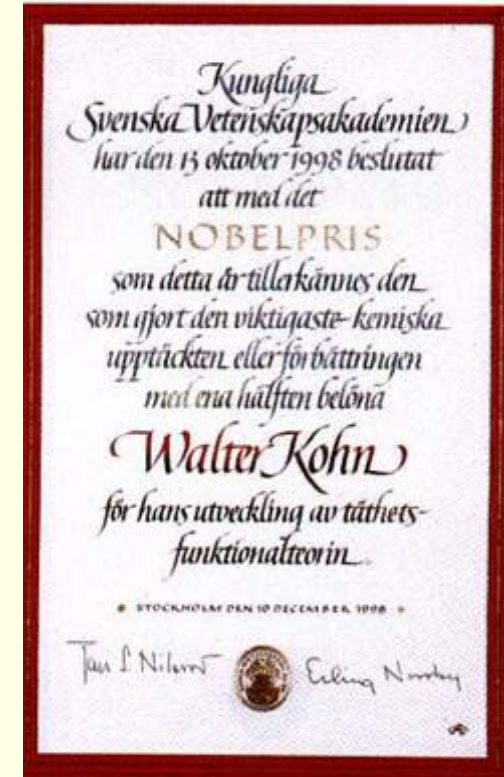 Kungliga
Svenska Vetenskapsakademien
har den 13 oktober 1998 beslutat
att med det
NOBELPRIS
som detta år tillerkännes den
som gjort den viktigaste kemiska
upptäckten eller förbättringen
med ena hälften belöna
Walter Kohn
för hans utveckling av täthets-
funktionalteorin
STOCKHOLM DEN 10 DECEMBER 1998
Erling Norrby